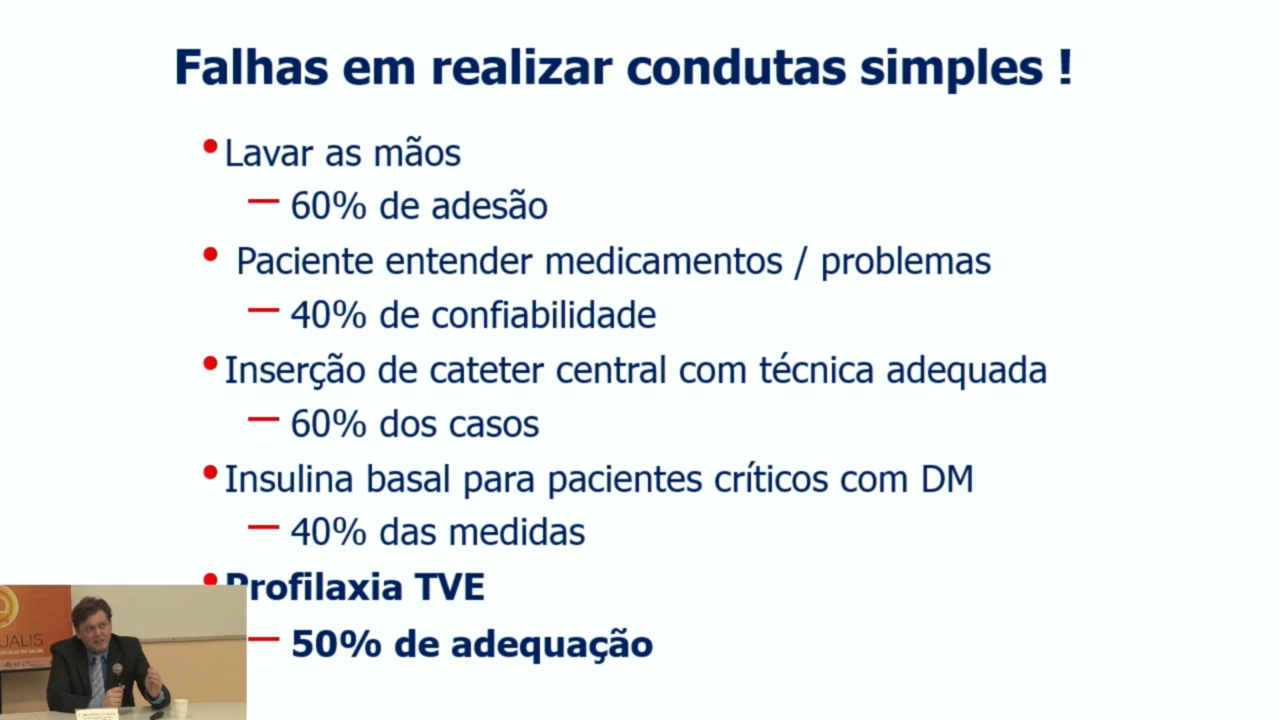 Falhas em realizar condutas simples !
•Lavar as mãos
– 60% de adesão
• Paciente entender medicamentos / problemas
– 40% de confiabilidade
•Inserção de cateter central com técnica adequada
– 60% dos casos
•Insulina basal para pacientes críticos com DM
– 40% das medidas
•Profilaxia TVE
– 50% de adequação
UALIS